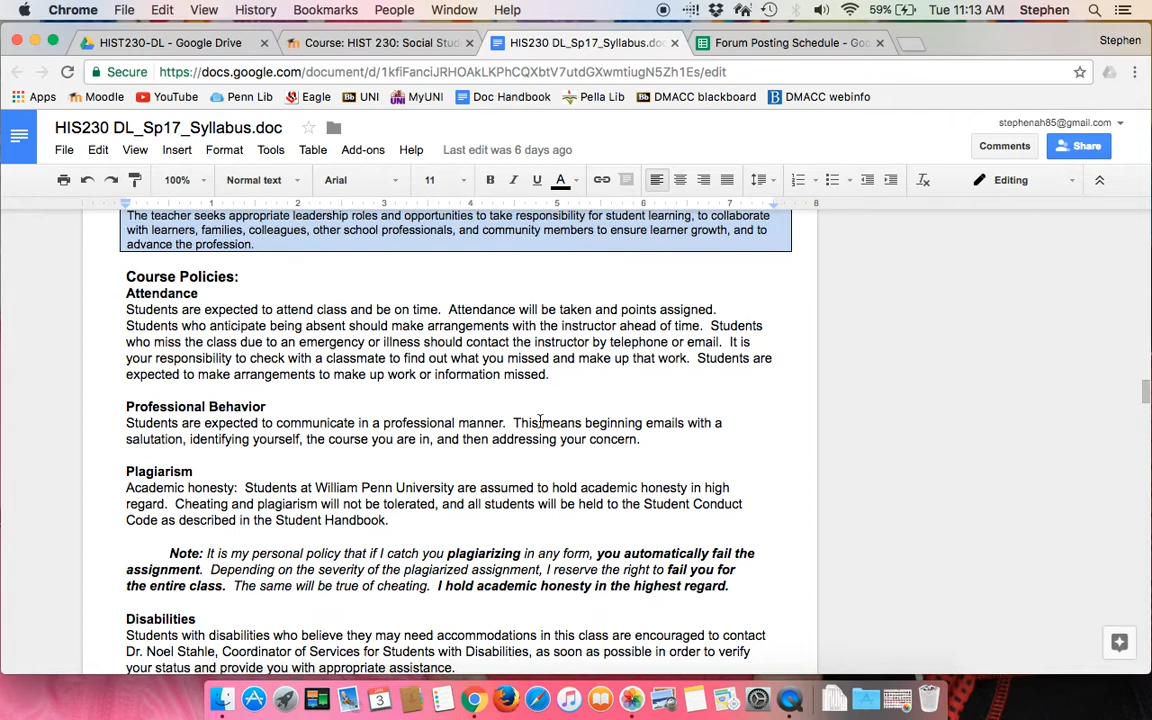 Chrome File Edit View History Bookmarks People Window Help 59% Tue 11:13 AM Stephen
HIST230-DL - Google Drive Course: HIST 230: Social Stud HIS230 DL_Sp17_Syllabus.doc Forum Posting Schedule - Goo Stephen
Secure https://docs.google.com/document/d/1kfiFanciJRHOAkLKPhCQXbtV7utdGXwmtiugN5Zh1Es/edit
Apps Moodle YouTube Penn Lib Eagle Bb UNI MyUNI Doc Handbook Pella Lib Bb DMACC blackboard B DMACC webinfo
HIS230 DL_Sp17_Syllabus.doc
stephenah85@gmail.com
File Edit View Insert Format Tools Table Add-ons Help Last edit was 6 days ago
Comments Share
100% Normal text Arial 11 B I U A Editing
1 2 3 4 5 6 7 8
The teacher seeks appropriate leadership roles and opportunities to take responsibility for student learning, to collaborate
with learners, families, colleagues, other school professionals, and community members to ensure learner growth, and to
advance the profession.
Course Policies:
Attendance
Students are expected to attend class and be on time. Attendance will be taken and points assigned.
Students who anticipate being absent should make arrangements with the instructor ahead of time. Students
who miss the class due to an emergency or illness should contact the instructor by telephone or email. It is
your responsibility to check with a classmate to find out what you missed and make up that work. Students are
expected to make arrangements to make up work or information missed.
Professional Behavior
Students are expected to communicate in a professional manner. This means beginning emails with a
salutation, identifying yourself, the course you are in, and then addressing your concern.
Plagiarism
Academic honesty: Students at William Penn University are assumed to hold academic honesty in high
regard. Cheating and plagiarism will not be tolerated, and all students will be held to the Student Conduct
Code as described in the Student Handbook.
Note: It is my personal policy that if I catch you plagiarizing in any form, you automatically fail the
assignment. Depending on the severity of the plagiarized assignment, I reserve the right to fail you for
the entire class. The same will be true of cheating. I hold academic honesty in the highest regard.
Disabilities
Students with disabilities who believe they may need accommodations in this class are encouraged to contact
Dr. Noel Stahle, Coordinator of Services for Students with Disabilities, as soon as possible in order to verify
your status and provide you with appropriate assistance.
3